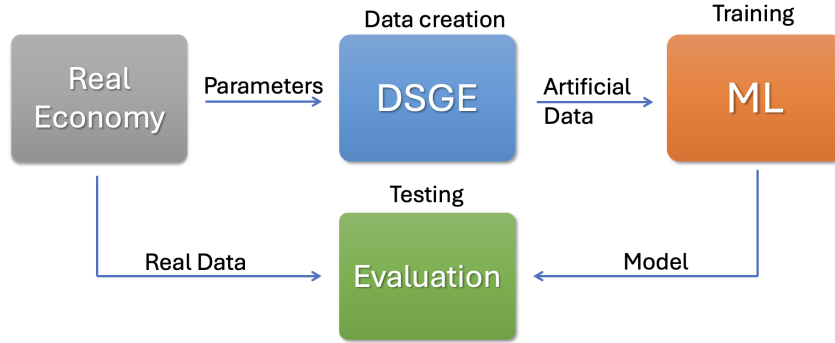 Data creation
Training
Real
Economy
Parameters
DSGE
Artificial
Data
ML
Testing
Real Data
Evaluation
Model